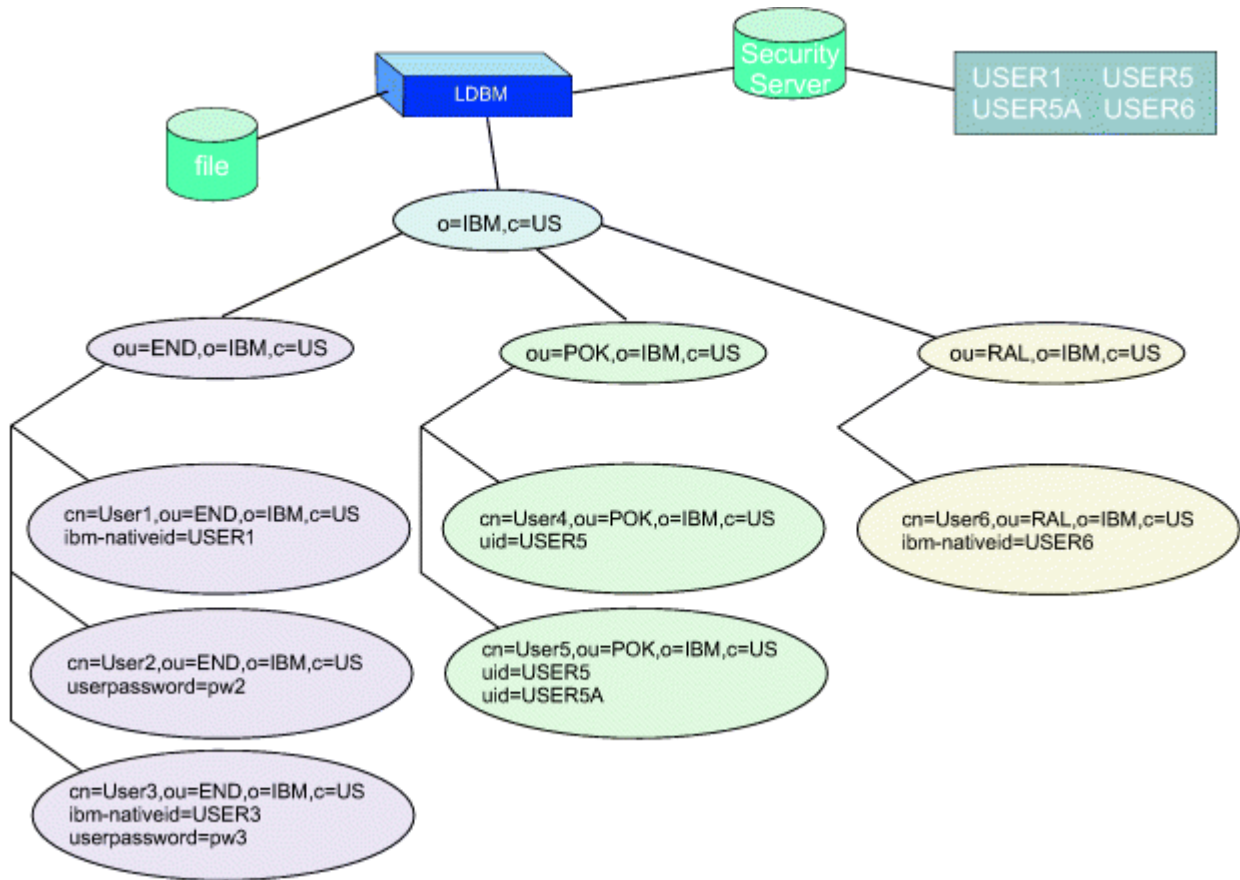 Security
Server
USER1 USER5
USER5A USER6
LDBM
file
o=IBM,c=US
ou=END,o=IBM,c=US
ou=POK,o=IBM,c=US
ou=RAL,o=IBM,c=US
cn=User1,ou=END,o=IBM,c=US
ibm-nativeid=USER1
cn=User4,ou=POK,o=IBM,c=US
uid=USER5
cn=User6,ou=RAL,o=IBM,c=US
ibm-nativeid=USER6
cn=User2,ou=END,o=IBM,c=US
userpassword=pw2
cn=User5,ou=POK,o=IBM,c=US
uid=USER5
uid=USER5A
cn=User3,ou=END,o=IBM,c=US
ibm-nativeid=USER3
userpassword=pw3